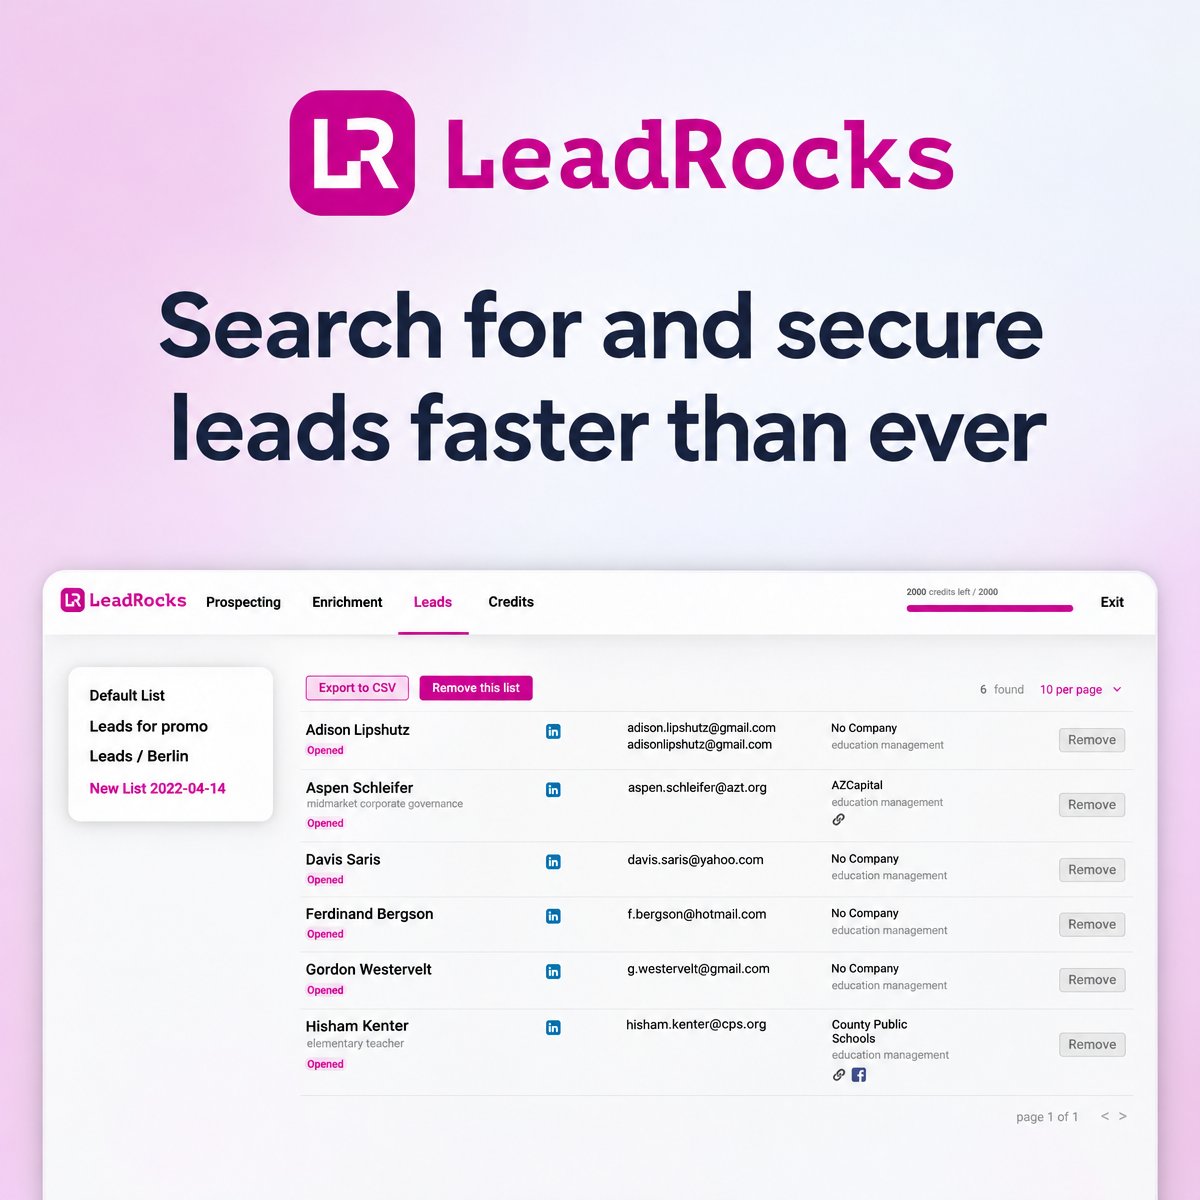 LR LeadRocks
Search for and secure
leads faster than ever
LR LeadRocks Prospecting Enrichment Leads Credits 2000 credits left / 2000 Exit
Default List
Leads for promo
Leads / Berlin
New List 2022-04-14
Export to CSV Remove this list 6 found 10 per page
Adison Lipshutz in adison.lipshutz@gmail.com No Company Remove
Opened adisonlipshutz@gmail.com education management
Aspen Schleifer in aspen.schleifer@azt.org AZCapital Remove
midmarket corporate governance education management
Opened
Davis Saris in davis.saris@yahoo.com No Company Remove
Opened education management
Ferdinand Bergson in f.bergson@hotmail.com No Company Remove
Opened education management
Gordon Westervelt in g.westervelt@gmail.com No Company Remove
Opened education management
Hisham Kenter in hisham.kenter@cps.org County Public Remove
Schools
elementary teacher education management
Opened
page 1 of 1 < >